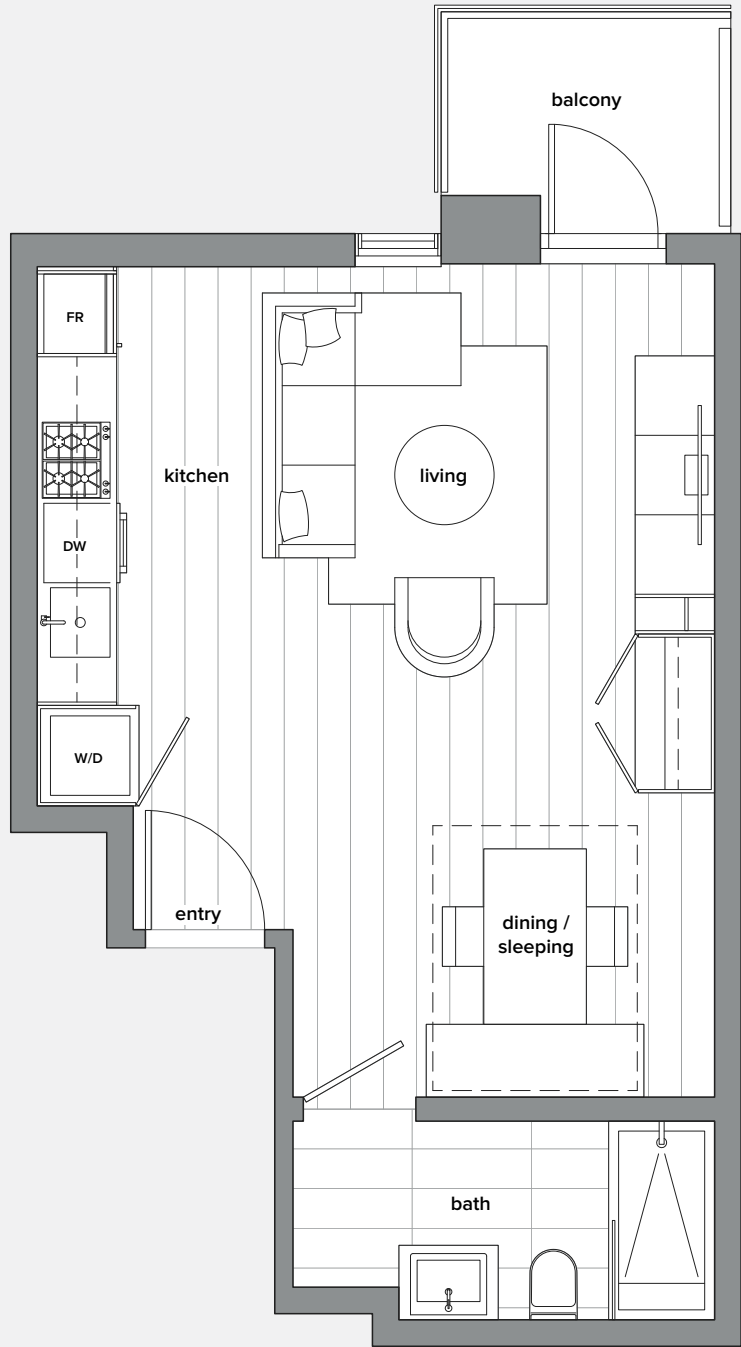 balcony
FR
kitchen
living
DW
W/D
entry
dining /
sleeping
bath